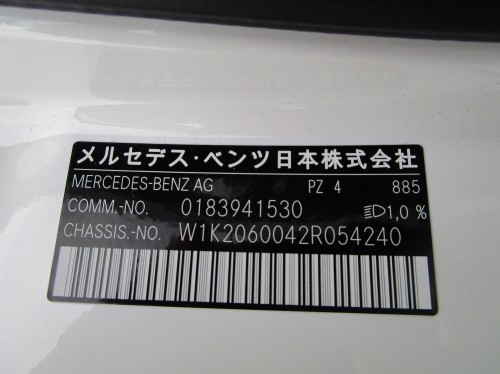 メルセデス・ベンツ日本株式会社
MERCEDES-BENZ AG PZ 4 885
COMM.-NO. 0183941530 1,0 %
CHASSIS.-NO. W1K2060042R054240